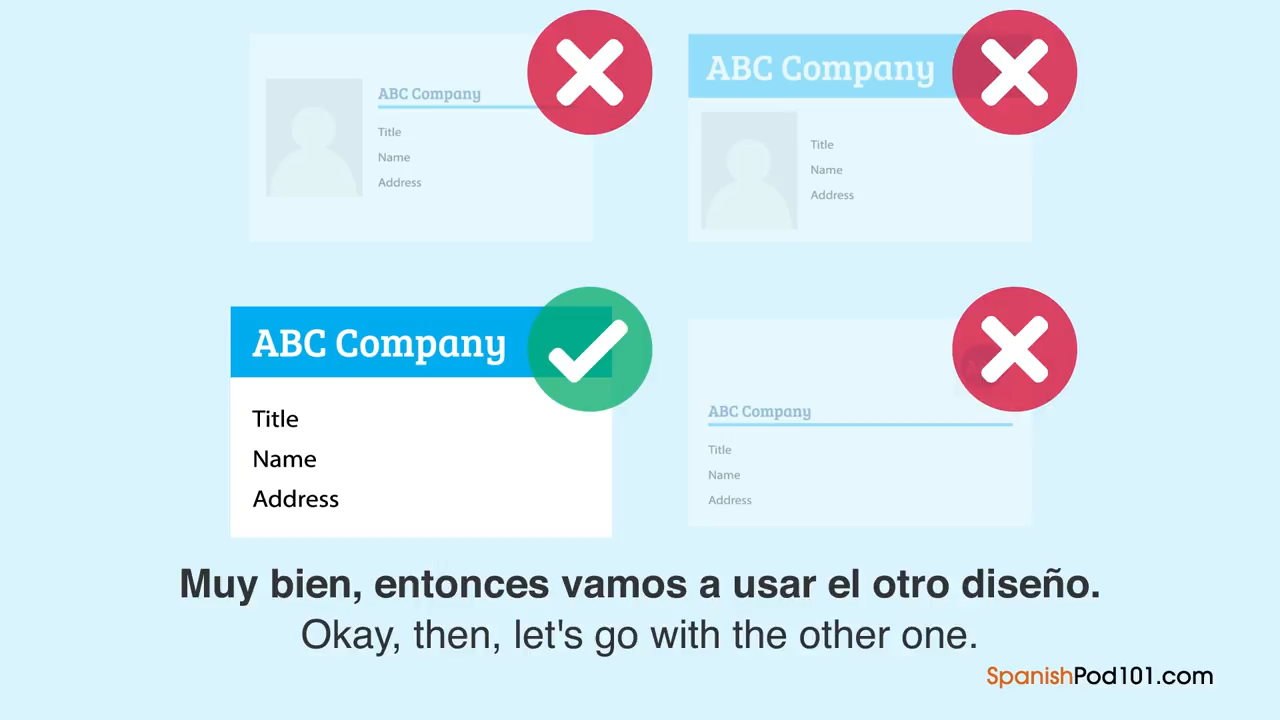 ABC Company
Title
Name
Address
ABC Company
Title
Name
Address
ABC Company
Title
Name
Address
ABC Company
Title
Name
Address
Muy bien, entonces vamos a usar el otro diseño.
Okay, then, let's go with the other one.
SpanishPod101.com